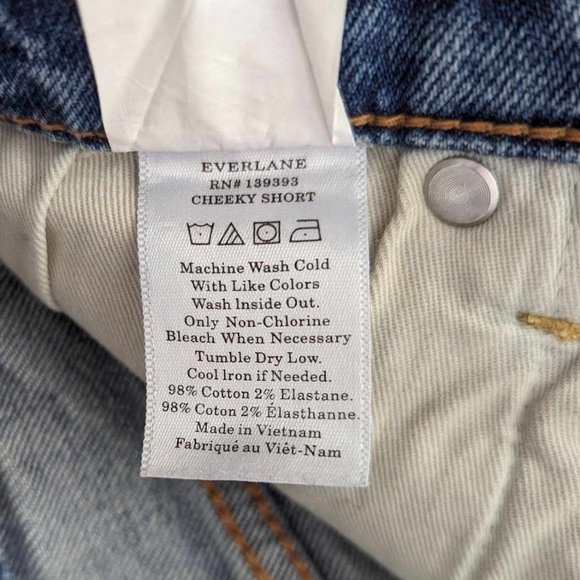 EVERLANE
RN# 139393
CHEEKY SHORT
Machine Wash Cold
With Like Colors
Wash Inside Out.
Only Non-Chlorine
Bleach When Necessary
Tumble Dry Low.
Cool Iron if Needed.
98% Cotton 2% Elastane.
98% Coton 2% Élasthanne.
Made in Vietnam
Fabriqué au Viêt-Nam